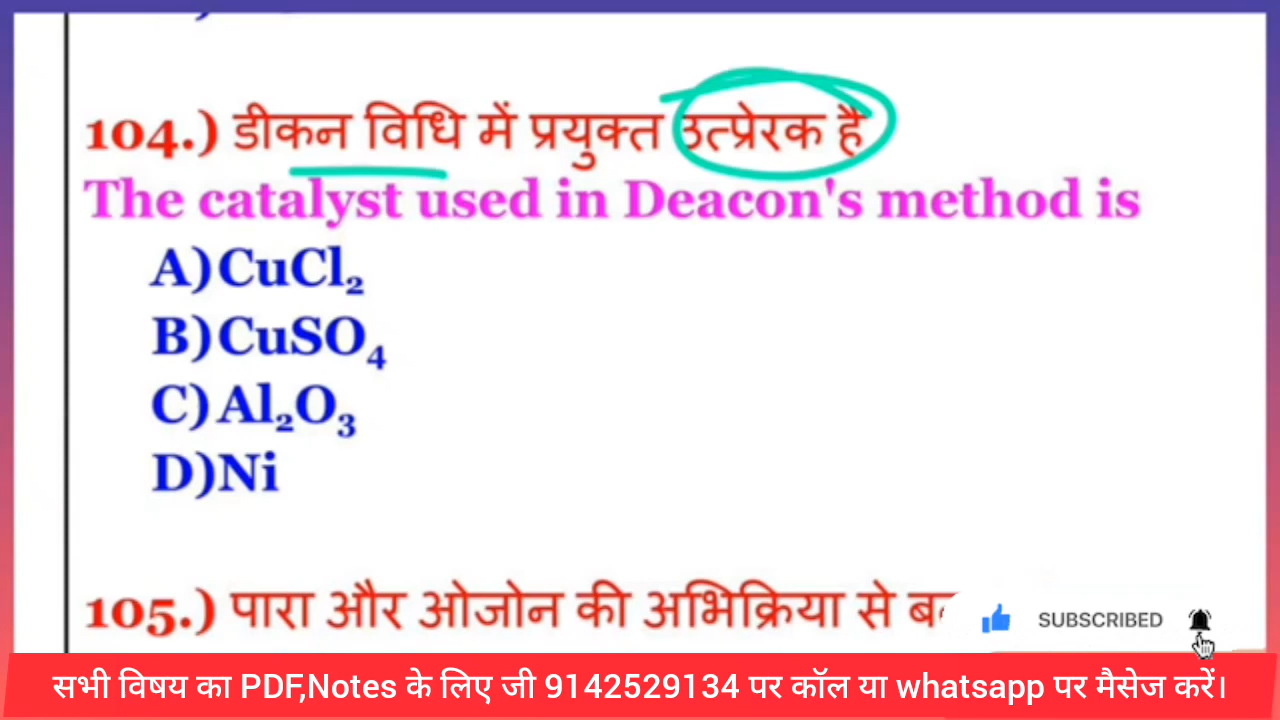 104.) डीकन विधि में प्रयुक्त उत्प्रेरक है
The catalyst used in Deacon's method is
A) CuCl₂
B) CuSO₄
C) Al₂O₃
D) Ni
105.) पारा और ओजोन की अभिक्रिया से
SUBSCRIBED
सभी विषय का PDF,Notes के लिए जी 9142529134 पर कॉल या whatsapp पर मैसेज करें।